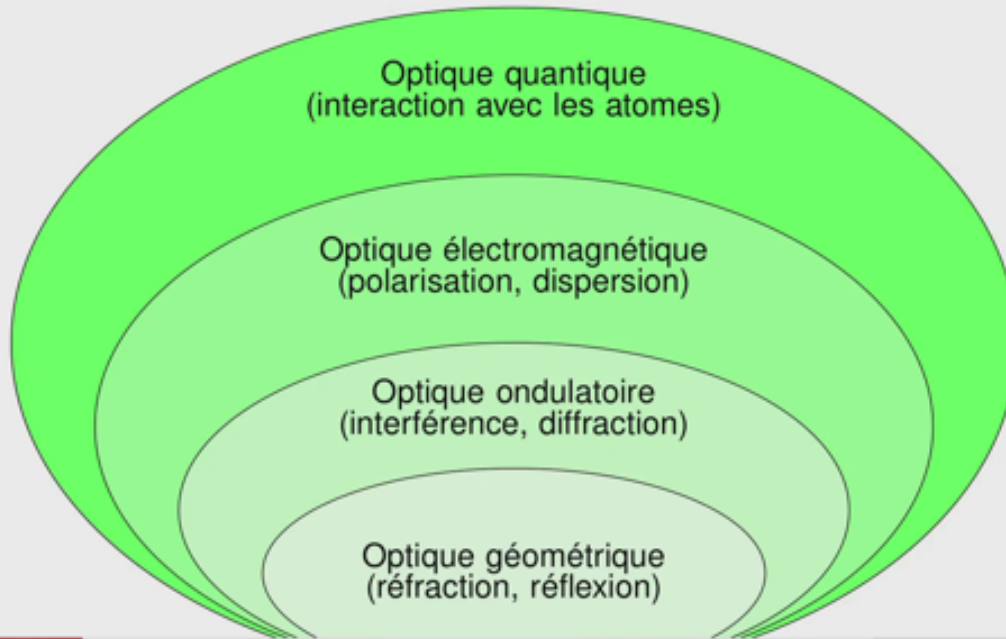 Optique quantique
(interaction avec les atomes)
Optique électromagnétique
(polarisation, dispersion)
Optique ondulatoire
(interférence, diffraction)
Optique géométrique
(réfraction, réflexion)